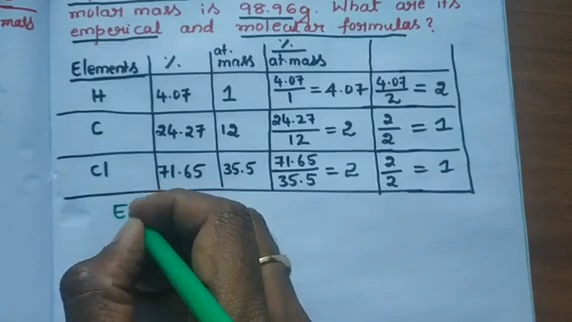 molar mass is 98.96g. What are its
mass
emperical and molecular formulas?
Elements % at. mass %/at.mass
H 4.07 1 4.07/1 = 4.07 4.07/2 = 2
C 24.27 12 24.27/12 = 2 2/2 = 1
Cl 71.65 35.5 71.65/35.5 = 2 2/2 = 1
E